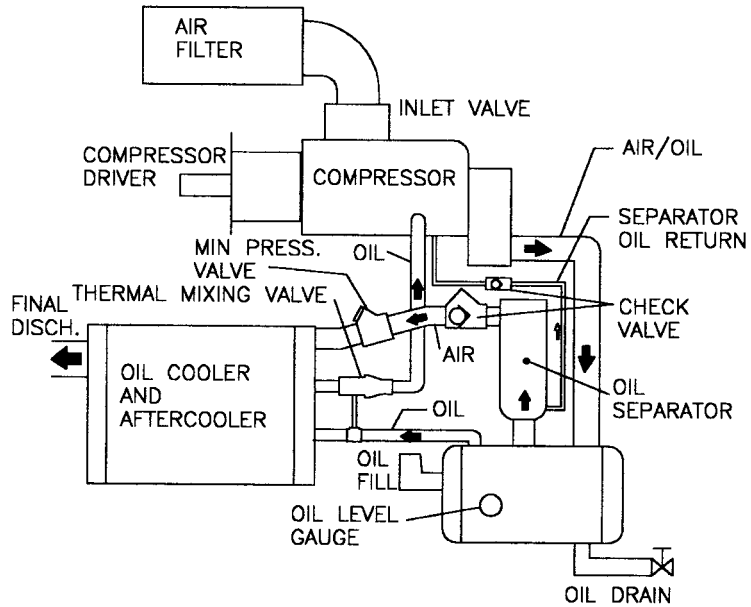 AIR
FILTER
INLET VALVE
COMPRESSOR
DRIVER
COMPRESSOR
AIR/OIL
SEPARATOR
OIL RETURN
MIN PRESS.
VALVE
OIL
THERMAL MIXING VALVE
FINAL
DISCH.
CHECK
VALVE
AIR
OIL COOLER
AND
AFTERCOOLER
OIL
SEPARATOR
OIL
OIL
FILL
OIL LEVEL
GAUGE
OIL DRAIN